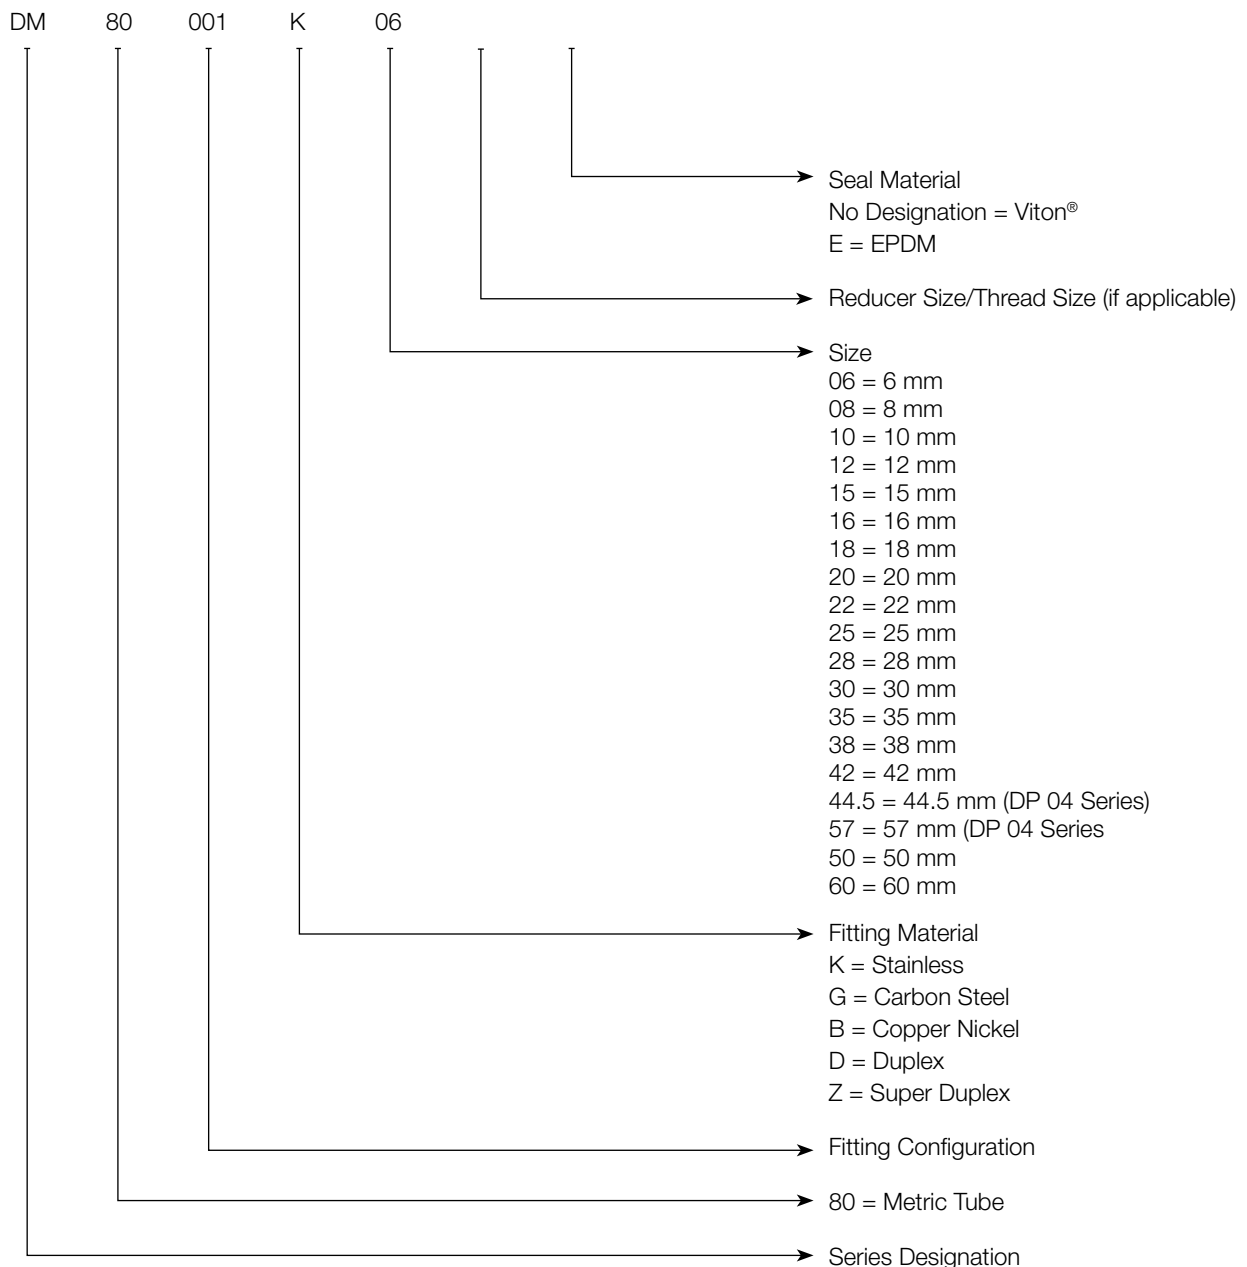 DM 80 001 K 06
Seal Material
No Designation = Viton®
E = EPDM
Reducer Size/Thread Size (if applicable)
Size
06 = 6 mm
08 = 8 mm
10 = 10 mm
12 = 12 mm
15 = 15 mm
16 = 16 mm
18 = 18 mm
20 = 20 mm
22 = 22 mm
25 = 25 mm
28 = 28 mm
30 = 30 mm
35 = 35 mm
38 = 38 mm
42 = 42 mm
44.5 = 44.5 mm (DP 04 Series)
57 = 57 mm (DP 04 Series
50 = 50 mm
60 = 60 mm
Fitting Material
K = Stainless
G = Carbon Steel
B = Copper Nickel
D = Duplex
Z = Super Duplex
Fitting Configuration
80 = Metric Tube
Series Designation